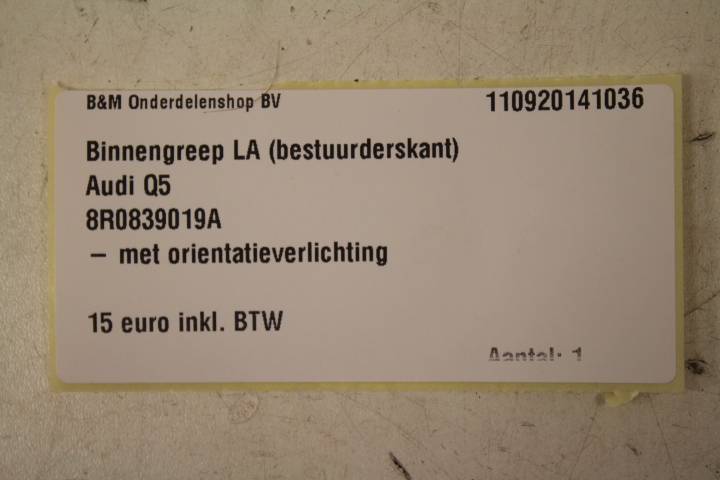 B&M Onderdelenshop BV 110920141036
Binnengreep LA (bestuurderskant)
Audi Q5
8R0839019A
– met orientatieverlichting
15 euro inkl. BTW
Aantal: 1